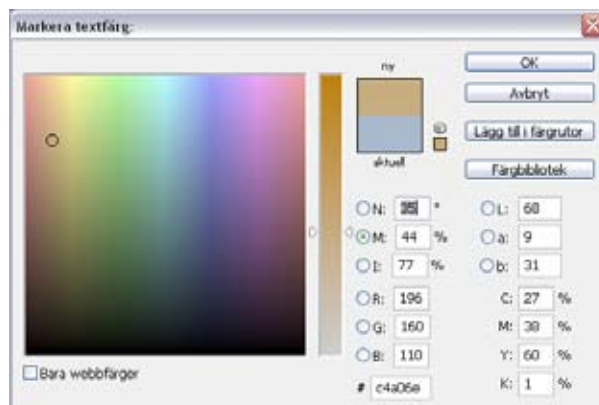 Markera textfärg:
ny
aktuell
OK
Avbryt
Lägg till i färgrutor
Färgbibliotek
N: 35 °
M: 44 %
I: 77 %
R: 196
G: 160
B: 110
# c4a06e
L: 68
a: 9
b: 31
C: 27 %
M: 38 %
Y: 60 %
K: 1 %
Bara webbfärger